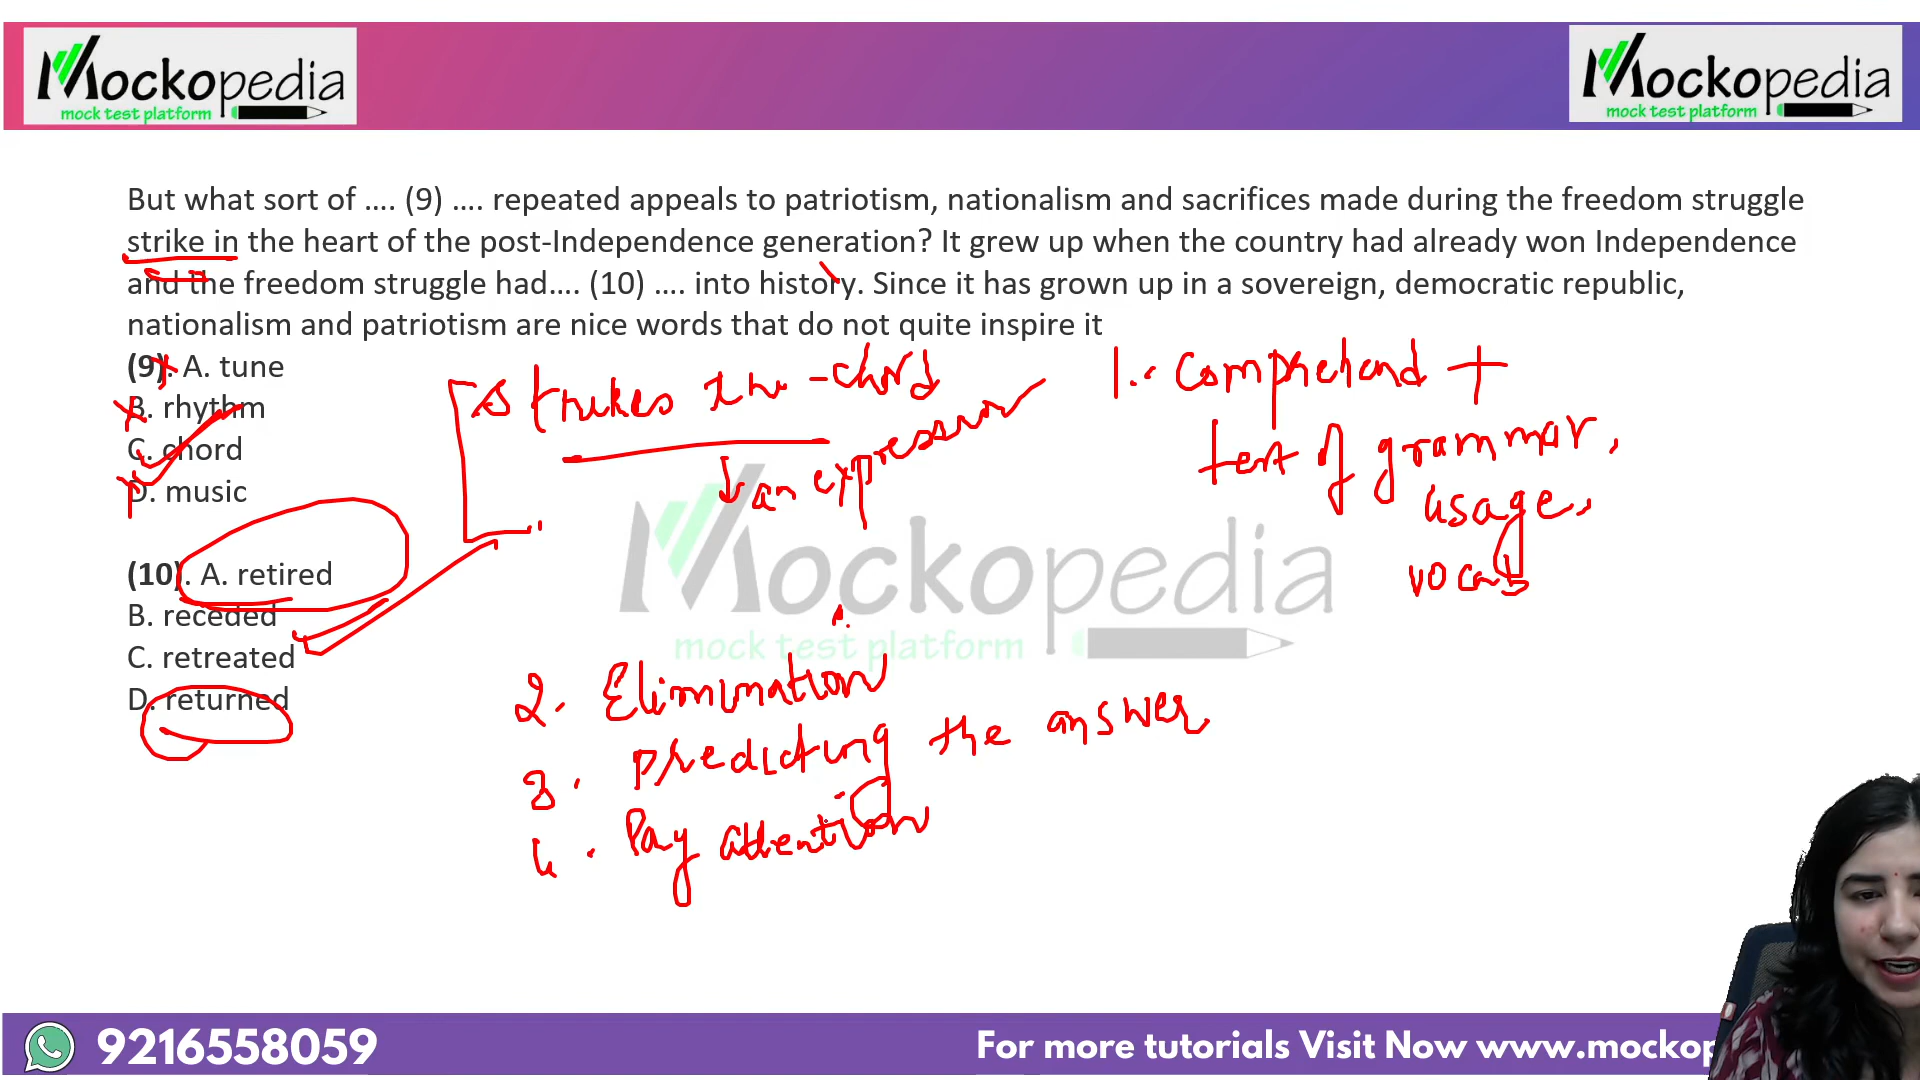 Mockopedia
mock test platform
Mockopedia
mock test platform
But what sort of .... (9) .... repeated appeals to patriotism, nationalism and sacrifices made during the freedom struggle
strike in the heart of the post-Independence generation? It grew up when the country had already won Independence
and the freedom struggle had.... (10) .... into history. Since it has grown up in a sovereign, democratic republic,
nationalism and patriotism are nice words that do not quite inspire it
(9). A. tune
B. rhythm
C. chord
D. music
(10). A. retired
B. receded
C. retreated
D. returned
Strikes the - chord
an expression
1. Comprehend +
test of grammar,
usage,
vocab
Mockopedia
mock test platform
2. Elimination
3. Predicting the answer
4. Pay attention
9216558059
For more tutorials Visit Now www.mockop